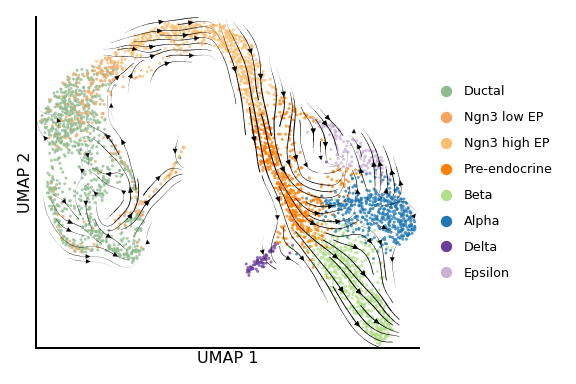 UMAP 2
UMAP 1
Ductal
Ngn3 low EP
Ngn3 high EP
Pre-endocrine
Beta
Alpha
Delta
Epsilon